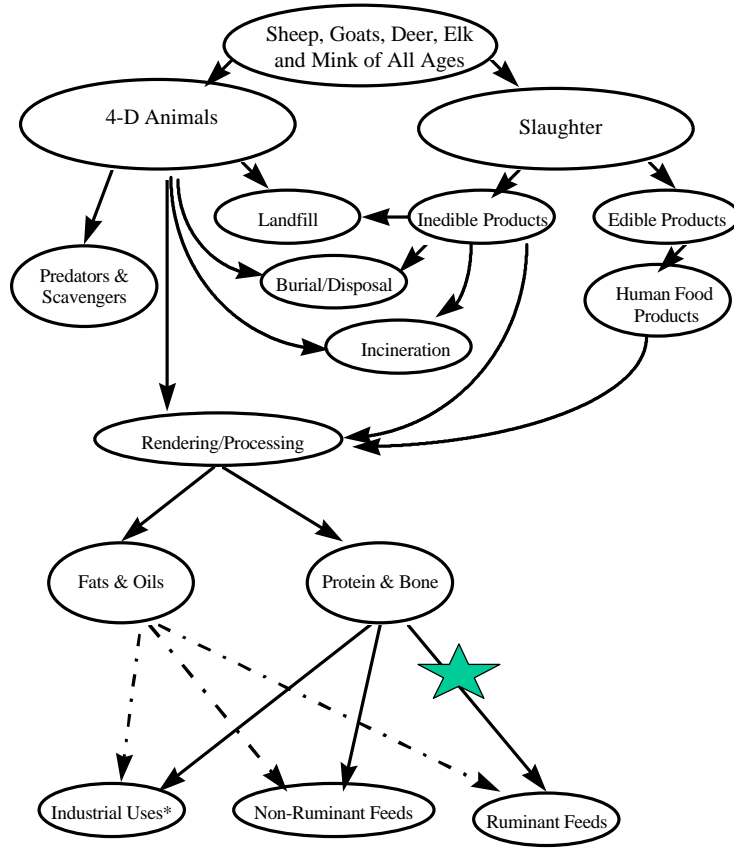 Sheep, Goats, Deer, Elk
and Mink of All Ages
4-D Animals
Slaughter
Landfill
Inedible Products
Edible Products
Predators &
Scavengers
Burial/Disposal
Human Food
Products
Incineration
Rendering/Processing
Fats & Oils
Protein & Bone
Industrial Uses*
Non-Ruminant Feeds
Ruminant Feeds